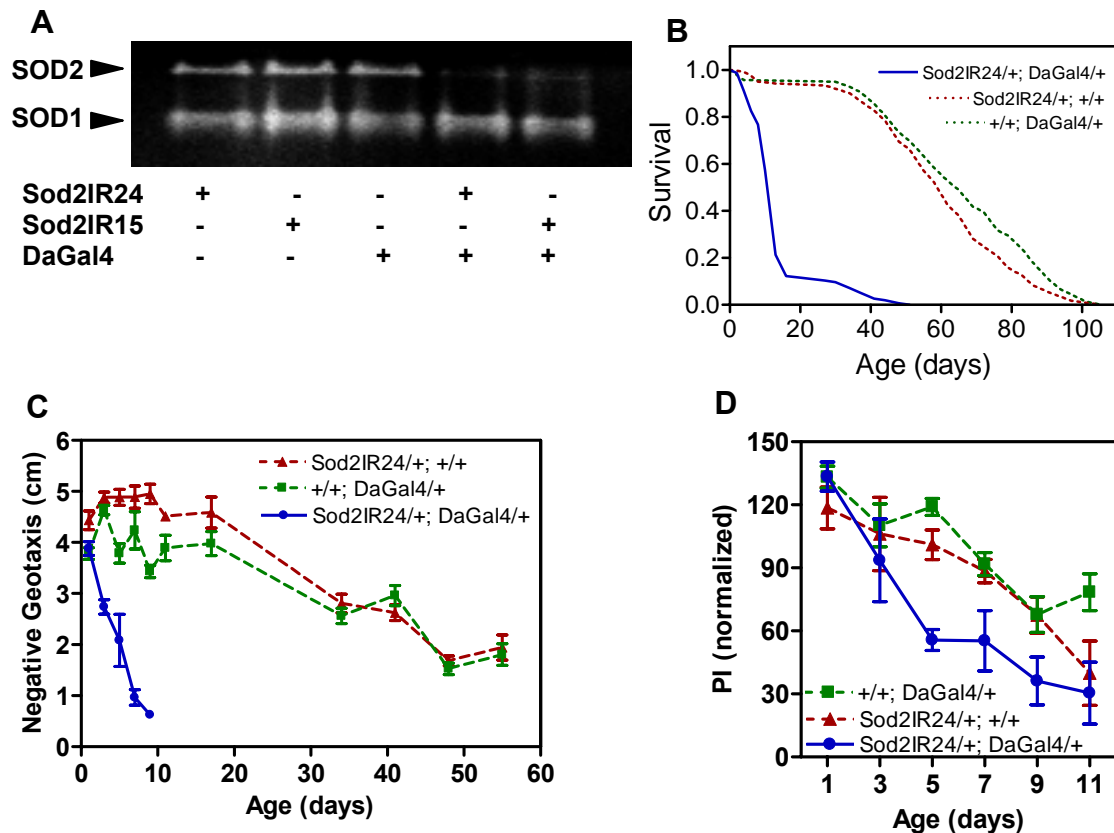 A
SOD2
SOD1
Sod2IR24 + - - + -
Sod2IR15 - + - - +
DaGal4 - - + + +
B
Sod2IR24/+; DaGal4/+
Sod2IR24/+; +/+
+/+; DaGal4/+
Survival
1.0
0.8
0.6
0.4
0.2
0.0
0 20 40 60 80 100
Age (days)
C
Sod2IR24/+; +/+
+/+; DaGal4/+
Sod2IR24/+; DaGal4/+
Negative Geotaxis (cm)
6
5
4
3
2
1
0
0 10 20 30 40 50 60
Age (days)
D
PI (normalized)
150
120
90
60
30
0
+/+; DaGal4/+
Sod2IR24/+; +/+
Sod2IR24/+; DaGal4/+
1 3 5 7 9 11
Age (days)